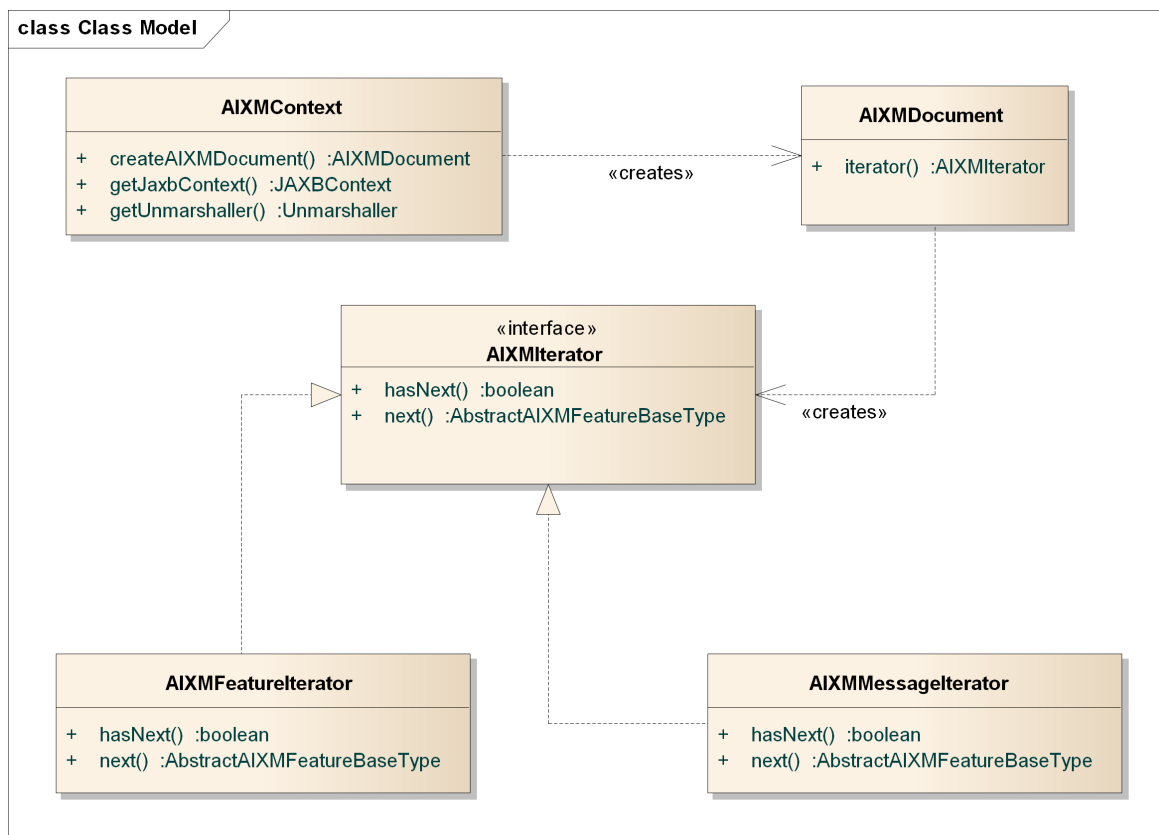 class Class Model
AIXMContext
+ createAIXMDocument() :AIXMDocument
+ getJaxbContext() :JAXBContext
+ getUnmarshaller() :Unmarshaller
«creates»
AIXMDocument
+ iterator() :AIXMIterator
«interface»
AIXMIterator
+ hasNext() :boolean
+ next() :AbstractAIXMFeatureBaseType
«creates»
AIXMFeatureIterator
+ hasNext() :boolean
+ next() :AbstractAIXMFeatureBaseType
AIXMMessageIterator
+ hasNext() :boolean
+ next() :AbstractAIXMFeatureBaseType